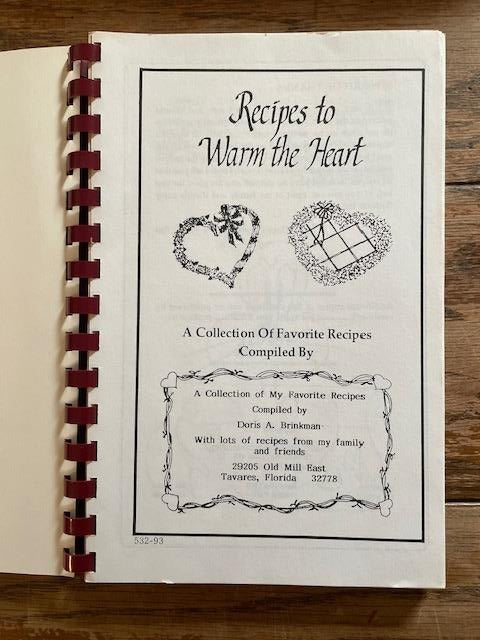 Recipes to
Warm the Heart
A Collection Of Favorite Recipes
Compiled By
A Collection of My Favorite Recipes
Compiled by
Doris A. Brinkman
With lots of recipes from my family
and friends
29205 Old Mill East
Tavares, Florida 32778
532-93